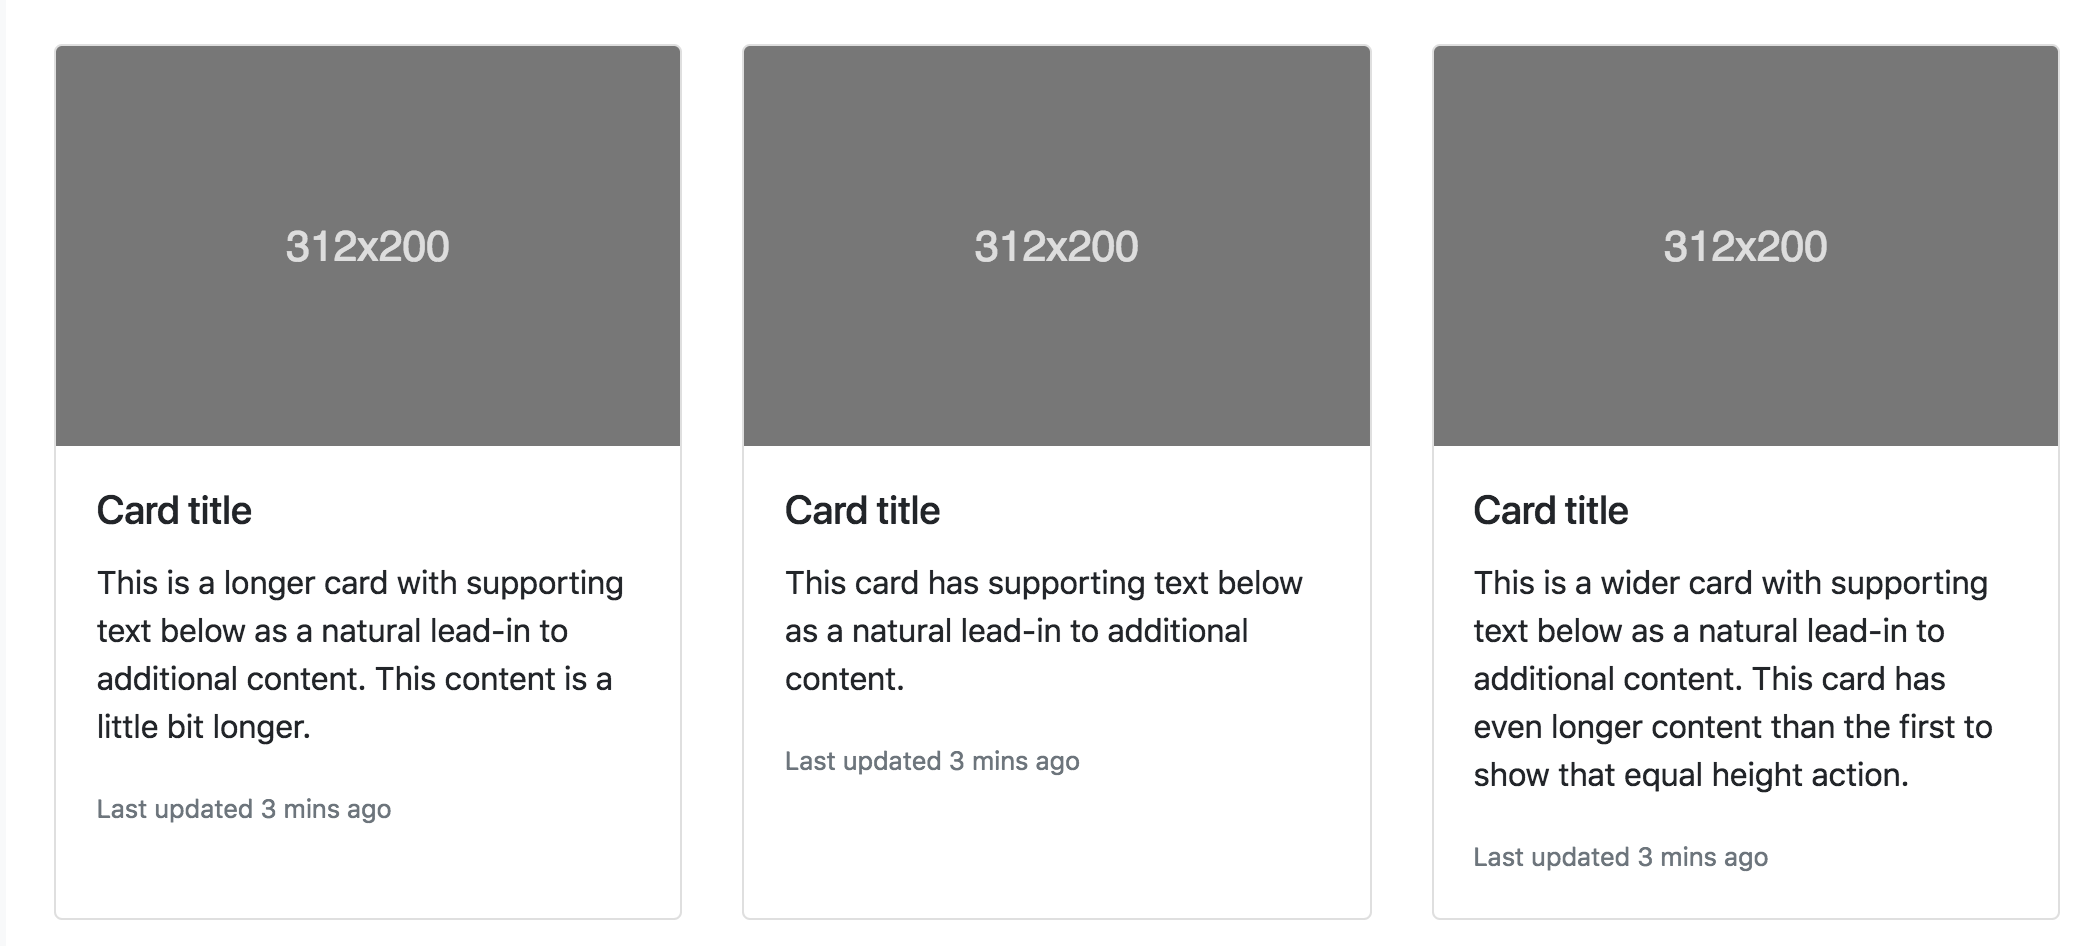 312x200
Card title
This is a longer card with supporting
text below as a natural lead-in to
additional content. This content is a
little bit longer.
Last updated 3 mins ago
312x200
Card title
This card has supporting text below
as a natural lead-in to additional
content.
Last updated 3 mins ago
312x200
Card title
This is a wider card with supporting
text below as a natural lead-in to
additional content. This card has
even longer content than the first to
show that equal height action.
Last updated 3 mins ago